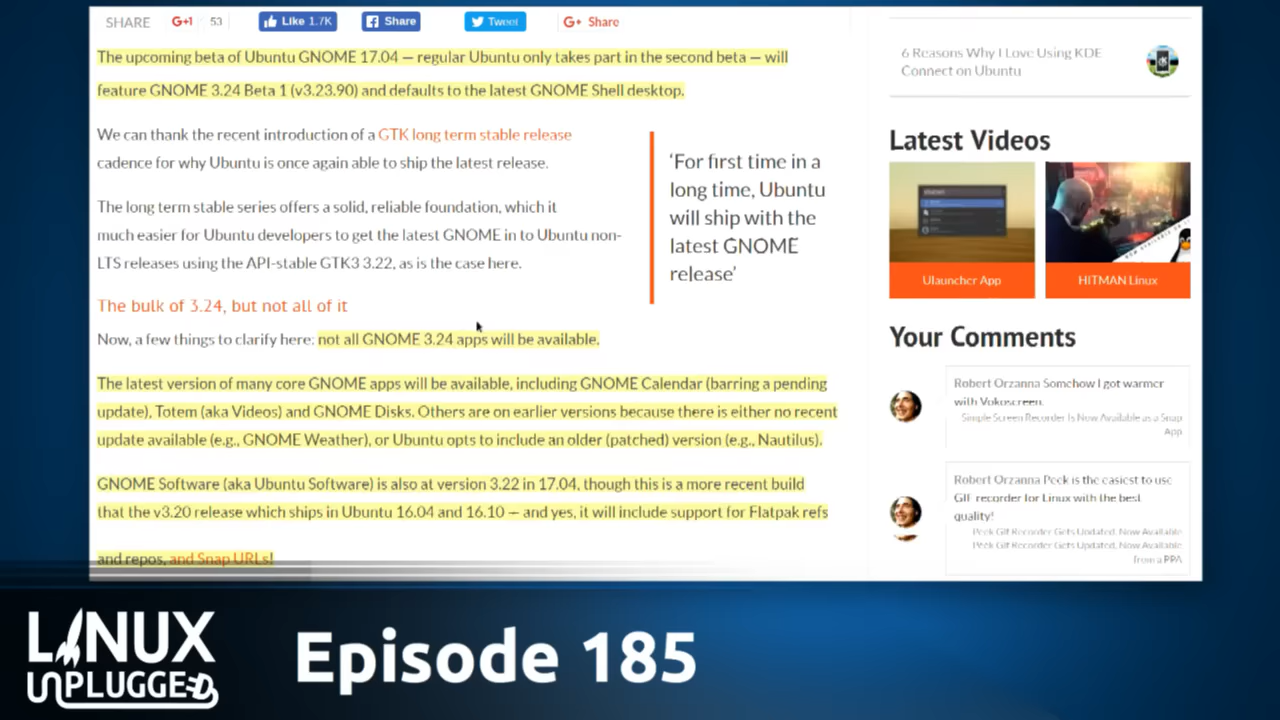 SHARE
G+1
53
Like 1.7K
Share
Tweet
G+ Share
The upcoming beta of Ubuntu GNOME 17.04 — regular Ubuntu only takes part in the second beta — will
feature GNOME 3.24 Beta 1 (v3.23.90) and defaults to the latest GNOME Shell desktop.
We can thank the recent introduction of a GTK long term stable release
cadence for why Ubuntu is once again able to ship the latest release.
The long term stable series offers a solid, reliable foundation, which it
much easier for Ubuntu developers to get the latest GNOME in to Ubuntu non-
LTS releases using the API-stable GTK3 3.22, as is the case here.
‘For first time in a
long time, Ubuntu
will ship with the
latest GNOME
release’
The bulk of 3.24, but not all of it
Now, a few things to clarify here: not all GNOME 3.24 apps will be available.
The latest version of many core GNOME apps will be available, including GNOME Calendar (barring a pending
update), Totem (aka Videos) and GNOME Disks. Others are on earlier versions because there is either no recent
update available (e.g., GNOME Weather), or Ubuntu opts to include an older (patched) version (e.g., Nautilus).
GNOME Software (aka Ubuntu Software) is also at version 3.22 in 17.04, though this is a more recent build
that the v3.20 release which ships in Ubuntu 16.04 and 16.10 — and yes, it will include support for Flatpak refs
and repos, and Snap URLs!
6 Reasons Why I Love Using KDE
Connect on Ubuntu
Latest Videos
Ulauncher App
HITMAN Linux
Your Comments
Robert Orzanna Somehow I got warmer
with Vokoscreen.
Simple Screen Recorder Is Now Available as a Snap
App
Robert Orzanna Peek is the easiest to use
GIF recorder for Linux with the best
quality!
Peek Gif Recorder Gets Updated, Now Available
Peek Gif Recorder Gets Updated, Now Available
from a PPA
LINUX
UNPLUGGED
Episode 185